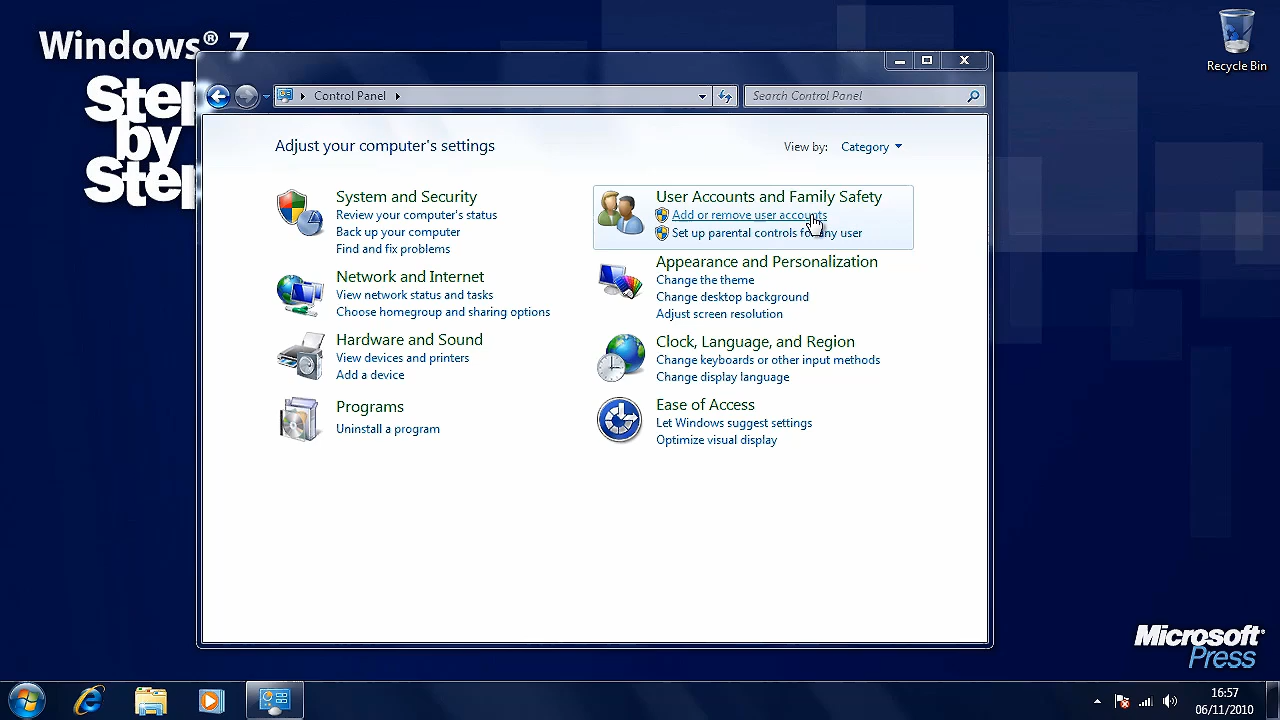 Windows® 7
Step
by
Step
Recycle Bin
Control Panel
Search Control Panel
Adjust your computer's settings
View by: Category
System and Security
Review your computer's status
Back up your computer
Find and fix problems
Network and Internet
View network status and tasks
Choose homegroup and sharing options
Hardware and Sound
View devices and printers
Add a device
Programs
Uninstall a program
User Accounts and Family Safety
Add or remove user accounts
Set up parental controls for any user
Appearance and Personalization
Change the theme
Change desktop background
Adjust screen resolution
Clock, Language, and Region
Change keyboards or other input methods
Change display language
Ease of Access
Let Windows suggest settings
Optimize visual display
Microsoft
Press
16:57
06/11/2010